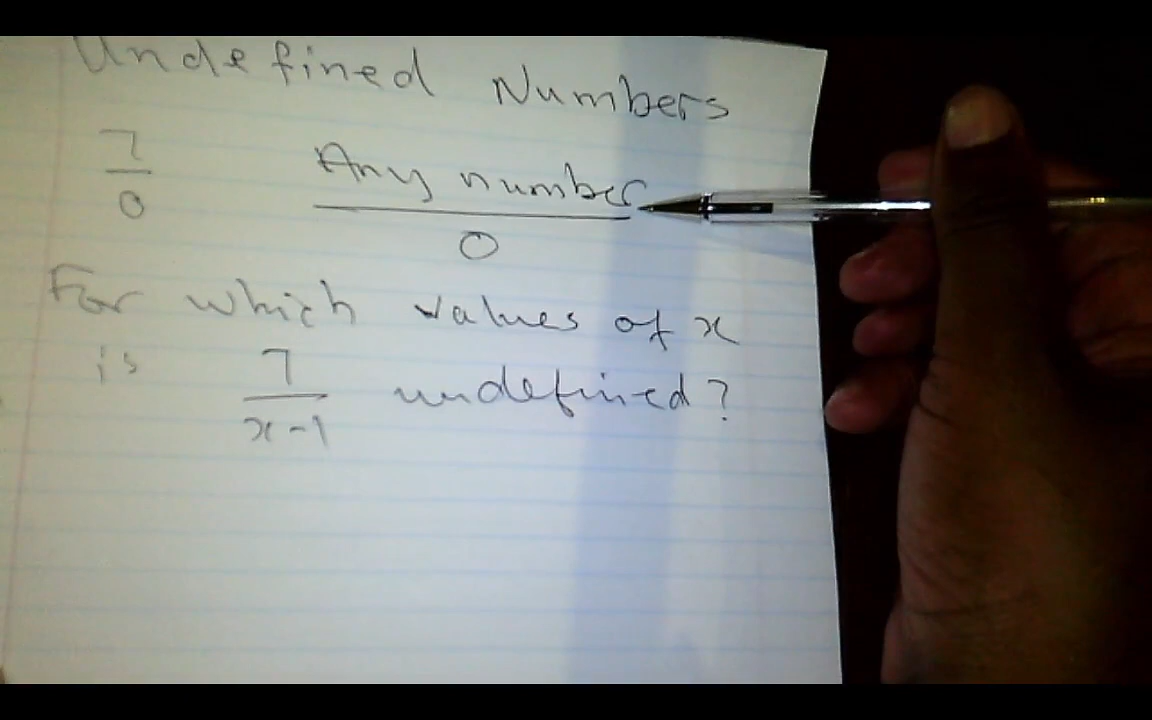 Undefined Numbers
7/0 Any number/0
For which values of x
is 7/(x-1) undefined?